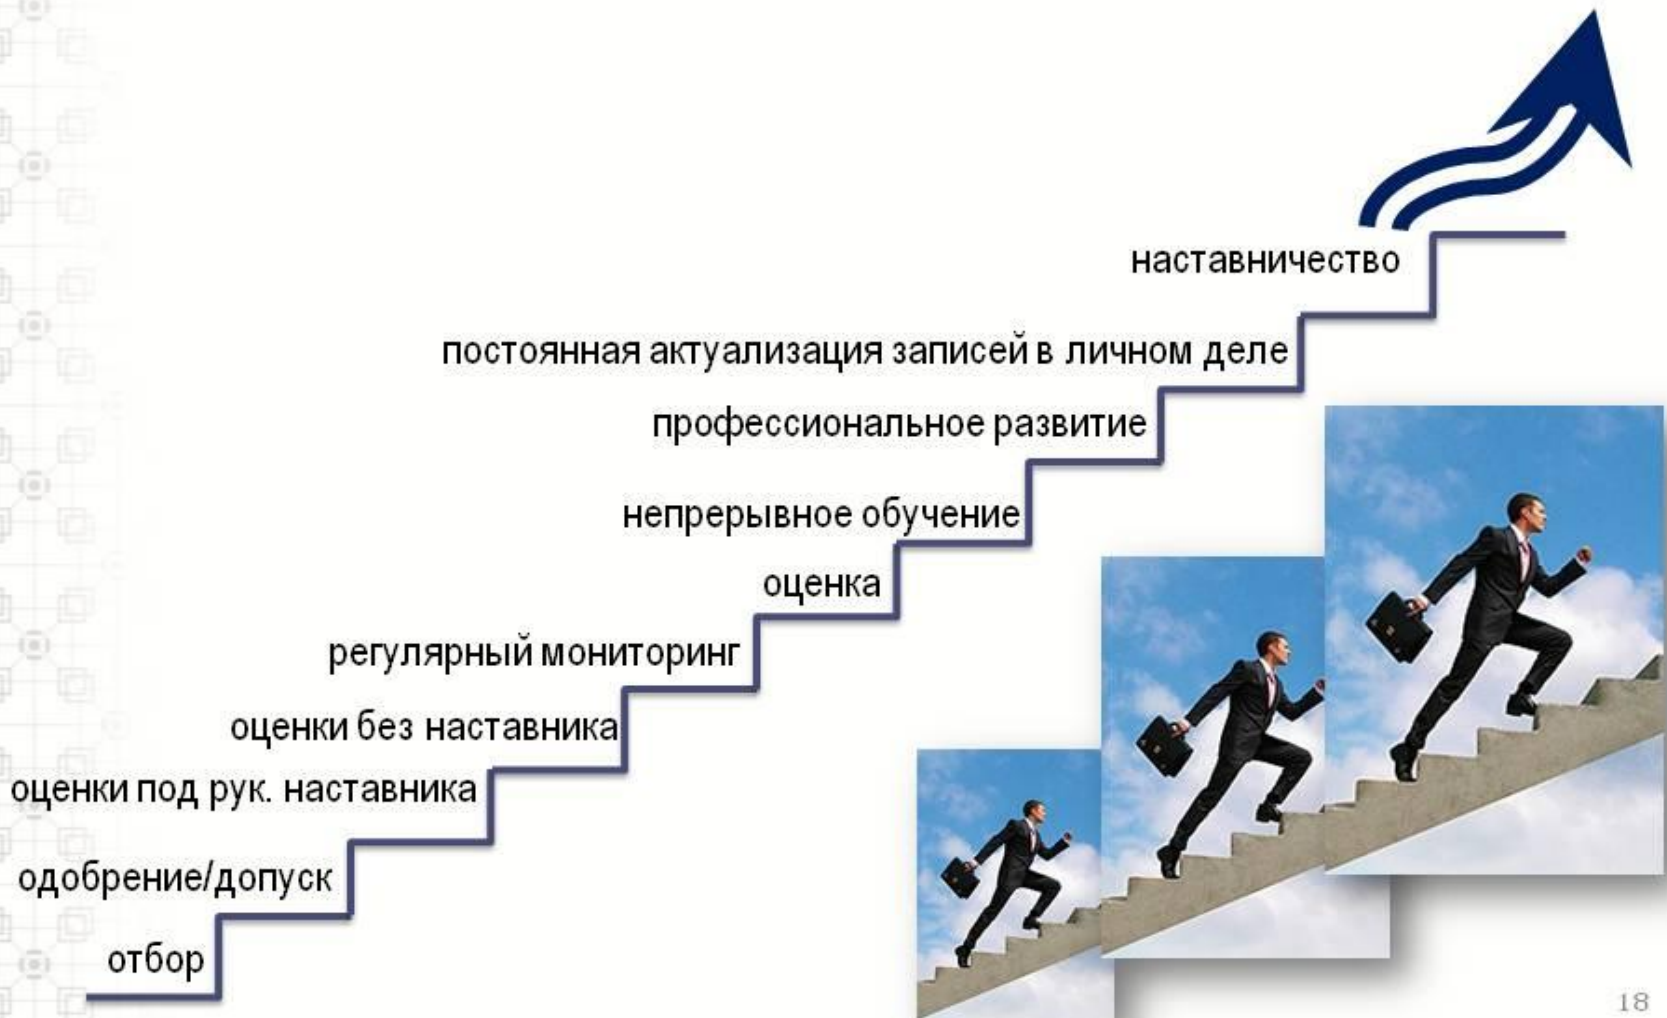 наставничество
постоянная актуализация записей в личном деле
профессиональное развитие
непрерывное обучение
оценка
регулярный мониторинг
оценки без наставника
оценки под рук. наставника
одобрение/допуск
отбор
18